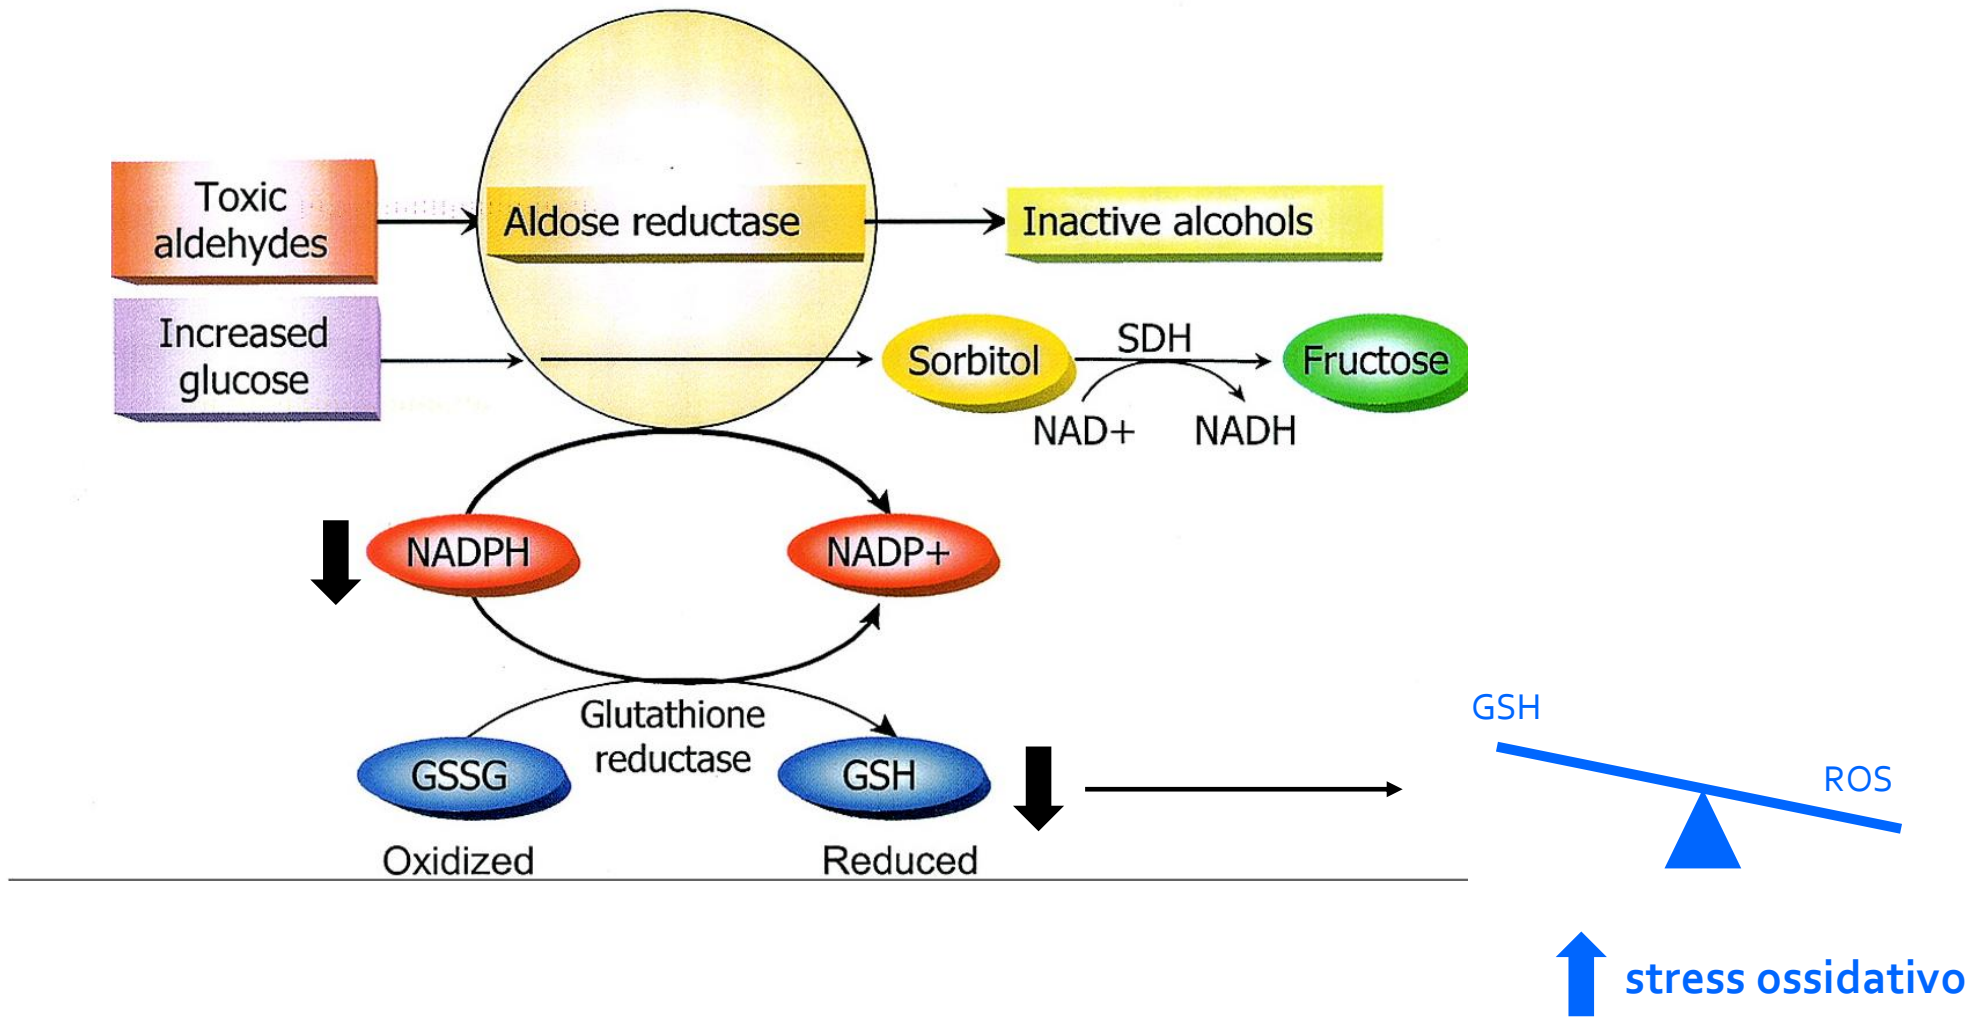 Toxic
aldehydes
Aldose reductase
Inactive alcohols
Increased
glucose
Sorbitol
SDH
Fructose
NAD+
NADH
NADPH
NADP+
Glutathione
reductase
GSSG
GSH
Oxidized
Reduced
GSH
ROS
stress ossidativo